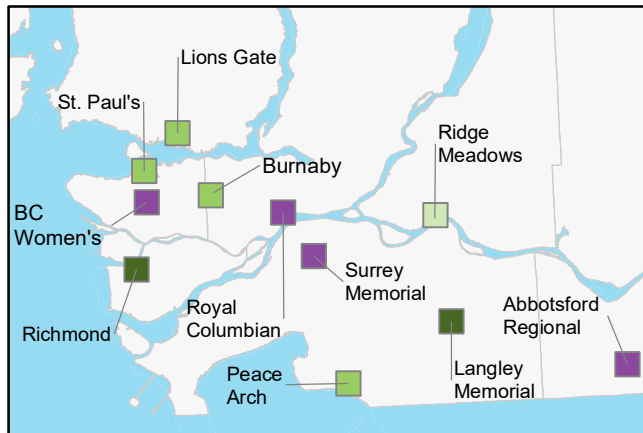 Lions Gate
St. Paul's
Burnaby
Ridge
Meadows
BC
Women's
Surrey
Memorial
Royal
Columbian
Richmond
Abbotsford
Regional
Peace
Arch
Langley
Memorial